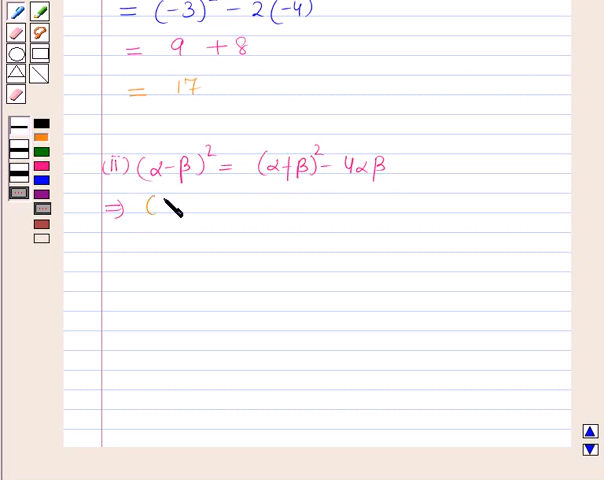 = (-3)² - 2(-4)
= 9 + 8
= 17
(ii) (α-β)² = (α+β)² - 4αβ
⇒ (